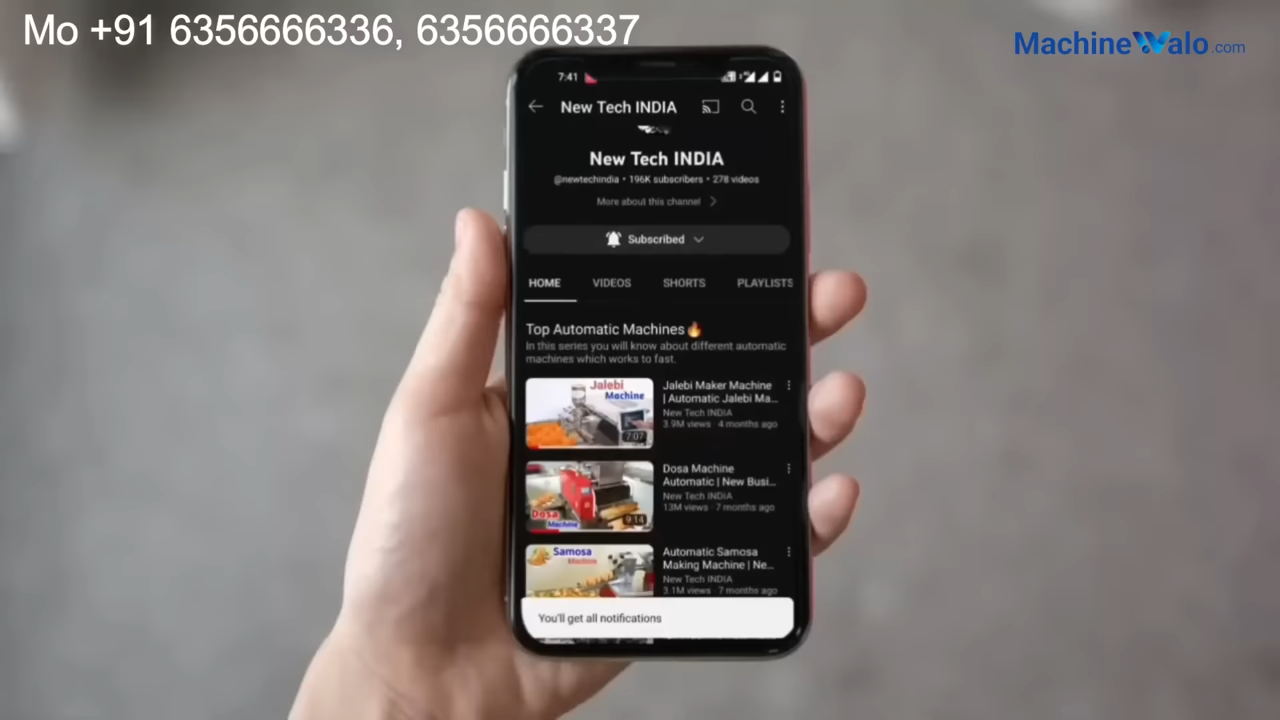 Mo +91 6356666336, 6356666337
MachineWalo.com
7:41
New Tech INDIA
New Tech INDIA
@newtechindia • 196K subscribers • 278 videos
More about this channel
Subscribed
HOME VIDEOS SHORTS PLAYLISTS
Top Automatic Machines🔥
In this series you will know about different automatic
machines which works to fast.
Jalebi
Machine
7:07
Jalebi Maker Machine
| Automatic Jalebi Ma...
New Tech INDIA
3.9M views · 4 months ago
Dosa
Machine
9:14
Dosa Machine
Automatic | New Busi...
New Tech INDIA
13M views · 7 months ago
Samosa
Machine
Automatic Samosa
Making Machine | Ne...
New Tech INDIA
3.1M views · 7 months ago
You'll get all notifications